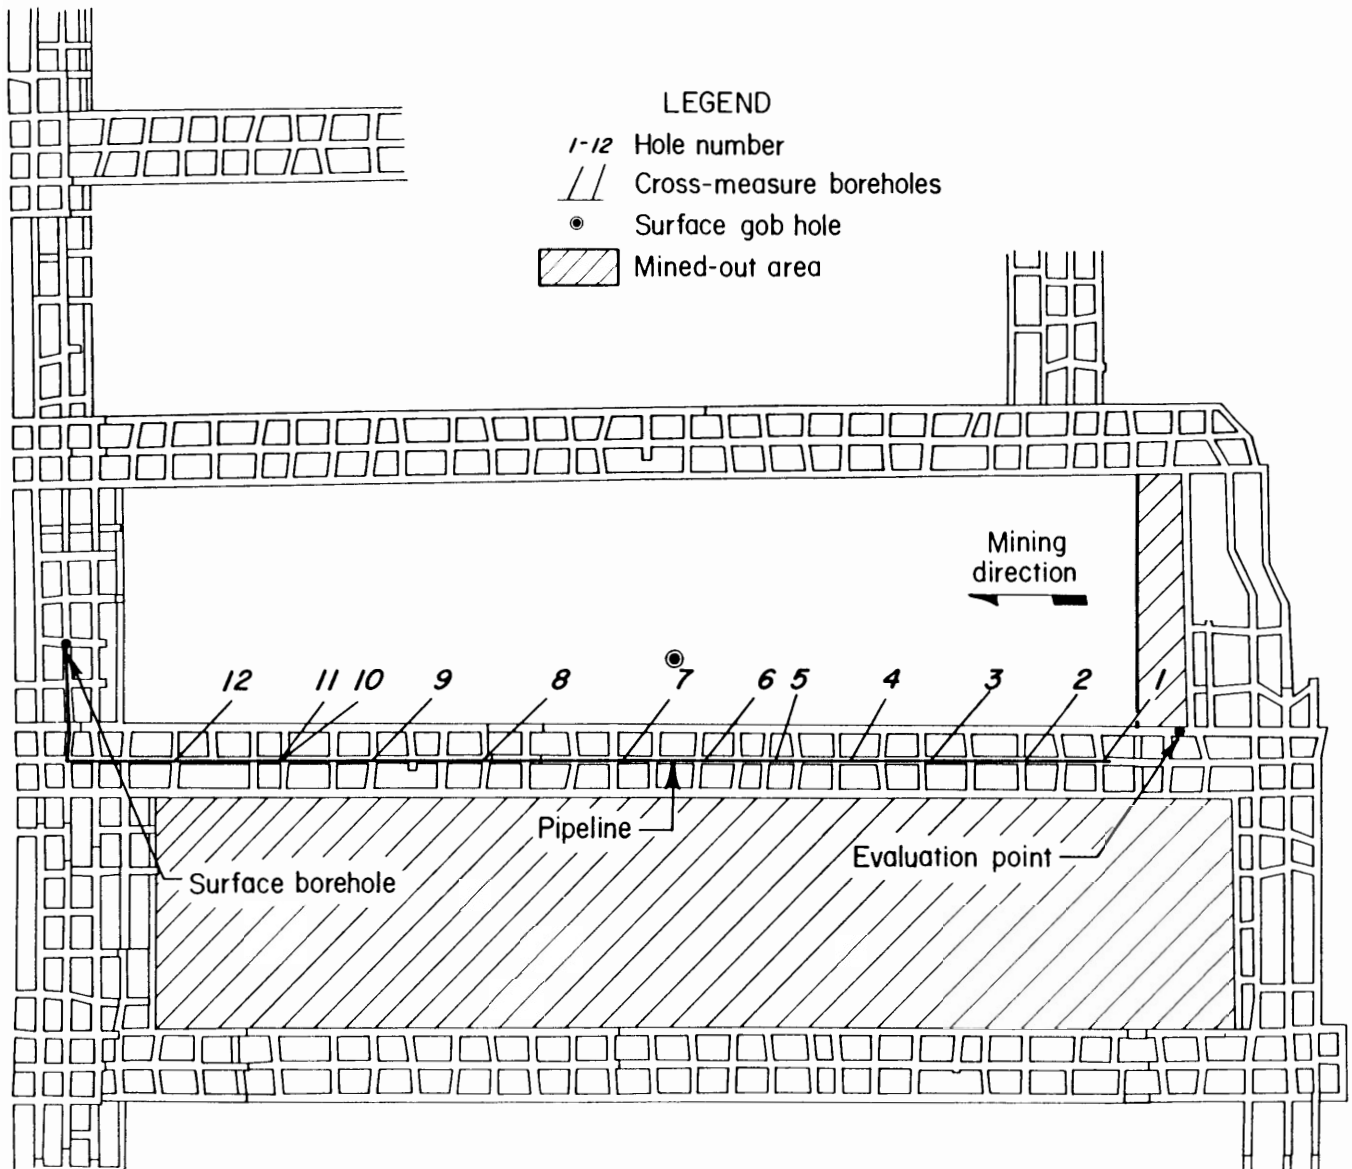 LEGEND
1-12 Hole number
Cross-measure boreholes
Surface gob hole
Mined-out area
Mining
direction
12 11 10 9 8 7 6 5 4 3 2 1
Pipeline
Evaluation point
Surface borehole